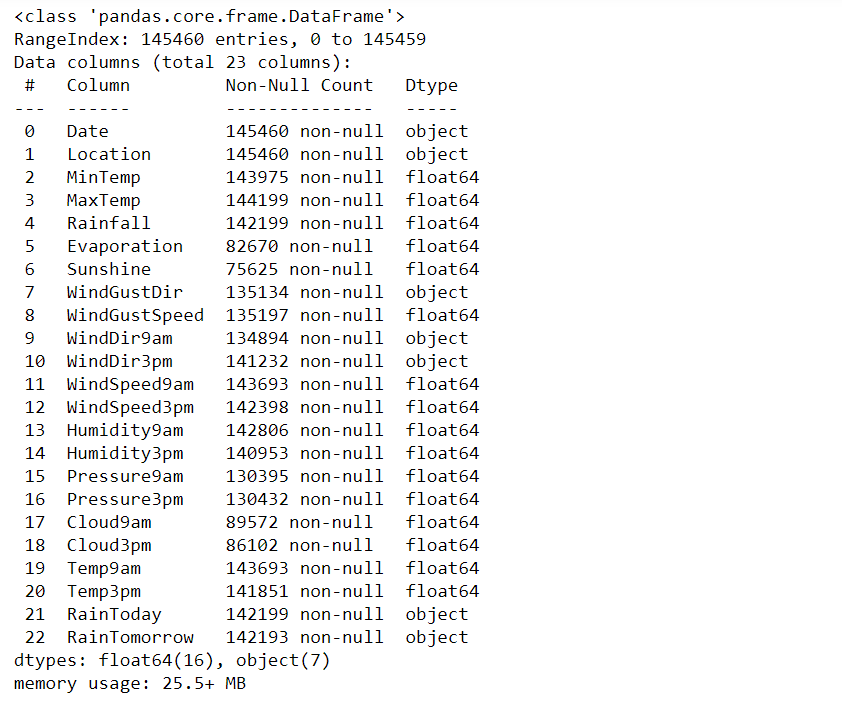 <class 'pandas.core.frame.DataFrame'>
RangeIndex: 145460 entries, 0 to 145459
Data columns (total 23 columns):
 #   Column         Non-Null Count   Dtype
---  ------         --------------   -----
 0   Date           145460 non-null  object
 1   Location       145460 non-null  object
 2   MinTemp        143975 non-null  float64
 3   MaxTemp        144199 non-null  float64
 4   Rainfall       142199 non-null  float64
 5   Evaporation    82670 non-null   float64
 6   Sunshine       75625 non-null   float64
 7   WindGustDir    135134 non-null  object
 8   WindGustSpeed  135197 non-null  float64
 9   WindDir9am     134894 non-null  object
 10  WindDir3pm     141232 non-null  object
 11  WindSpeed9am   143693 non-null  float64
 12  WindSpeed3pm   142398 non-null  float64
 13  Humidity9am    142806 non-null  float64
 14  Humidity3pm    140953 non-null  float64
 15  Pressure9am    130395 non-null  float64
 16  Pressure3pm    130432 non-null  float64
 17  Cloud9am       89572 non-null   float64
 18  Cloud3pm       86102 non-null   float64
 19  Temp9am        143693 non-null  float64
 20  Temp3pm        141851 non-null  float64
 21  RainToday      142199 non-null  object
 22  RainTomorrow   142193 non-null  object
dtypes: float64(16), object(7)
memory usage: 25.5+ MB